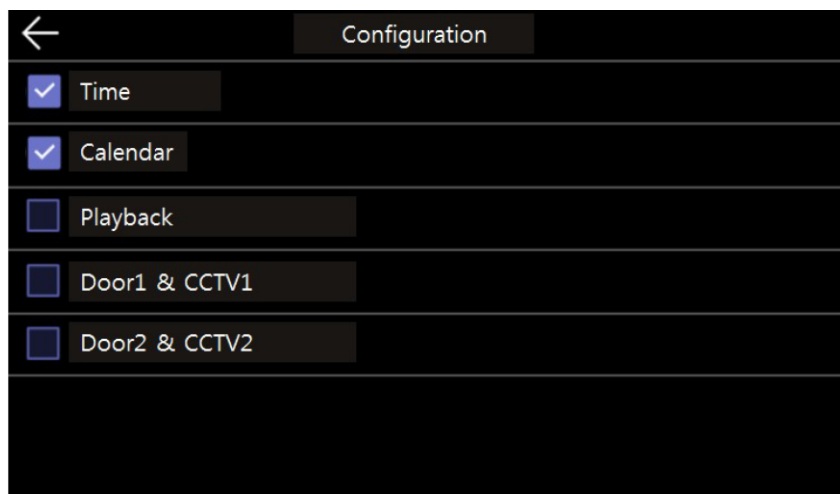 Configuration
Time
Calendar
Playback
Door1 & CCTV1
Door2 & CCTV2